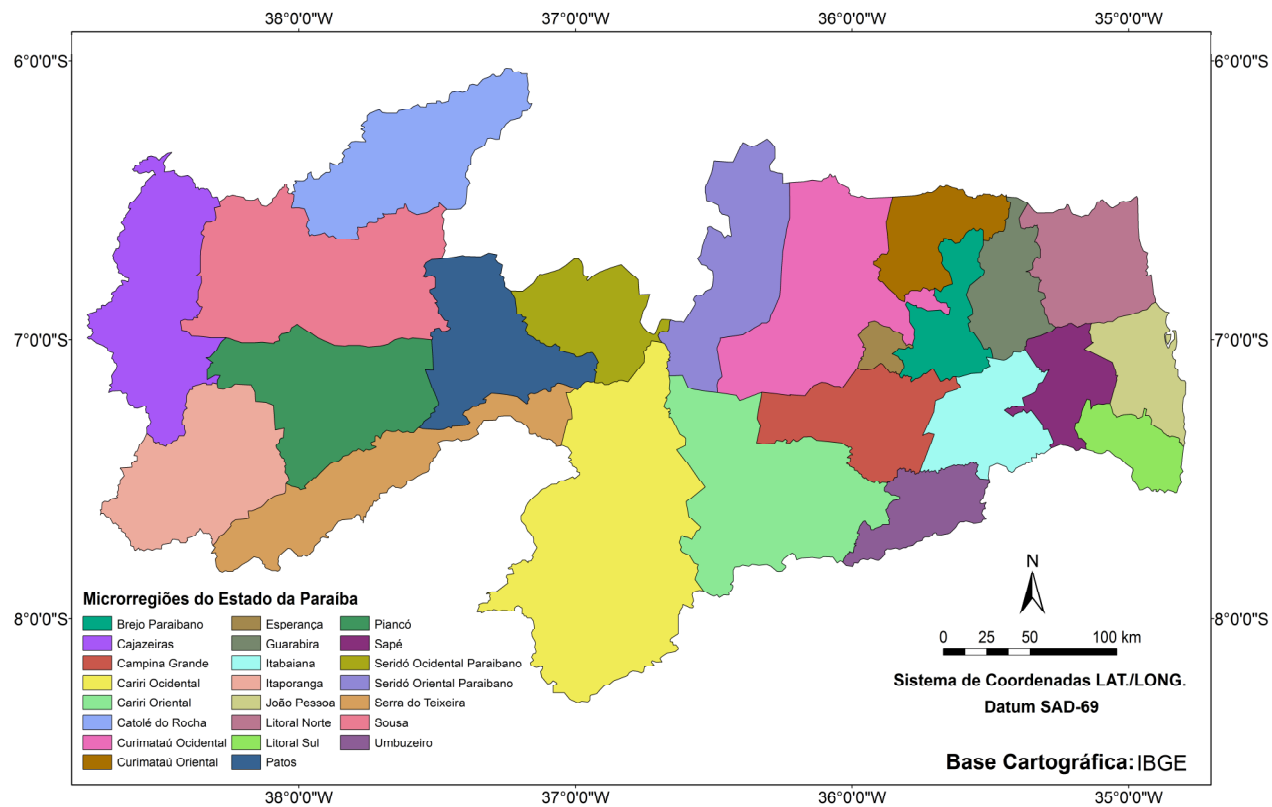 38°0'0"W 37°0'0"W 36°0'0"W 35°0'0"W
6°0'0"S 6°0'0"S
7°0'0"S 7°0'0"S
8°0'0"S 8°0'0"S
N
0 25 50 100 km
Sistema de Coordenadas LAT./LONG.
Datum SAD-69
Base Cartográfica: IBGE
Microrregiões do Estado da Paraíba
Brejo Paraibano
Cajazeiras
Campina Grande
Cariri Ocidental
Cariri Oriental
Catolé do Rocha
Curimataú Ocidental
Curimataú Oriental
Esperança
Guarabira
Itabaiana
Itaporanga
João Pessoa
Litoral Norte
Litoral Sul
Patos
Piancó
Sapé
Seridó Ocidental Paraibano
Seridó Oriental Paraibano
Serra do Teixeira
Sousa
Umbuzeiro
38°0'0"W 37°0'0"W 36°0'0"W 35°0'0"W